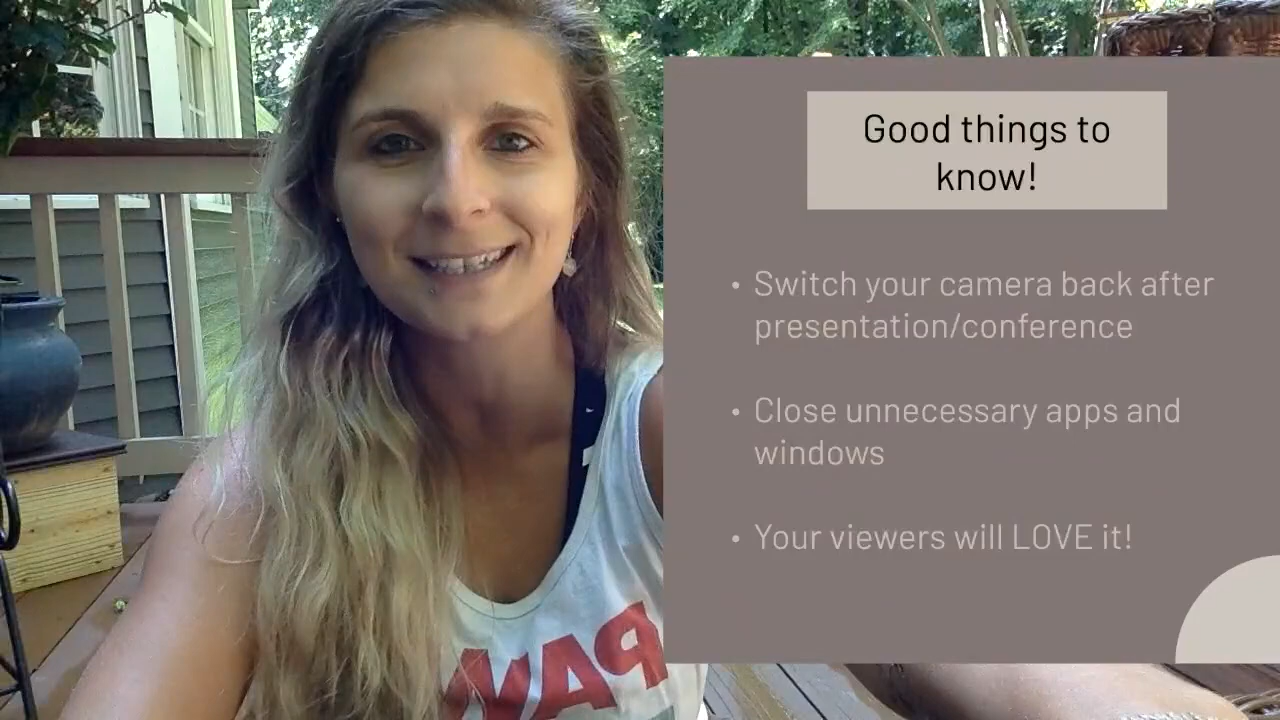 Good things to
know!
• Switch your camera back after
presentation/conference
• Close unnecessary apps and
windows
• Your viewers will LOVE it!